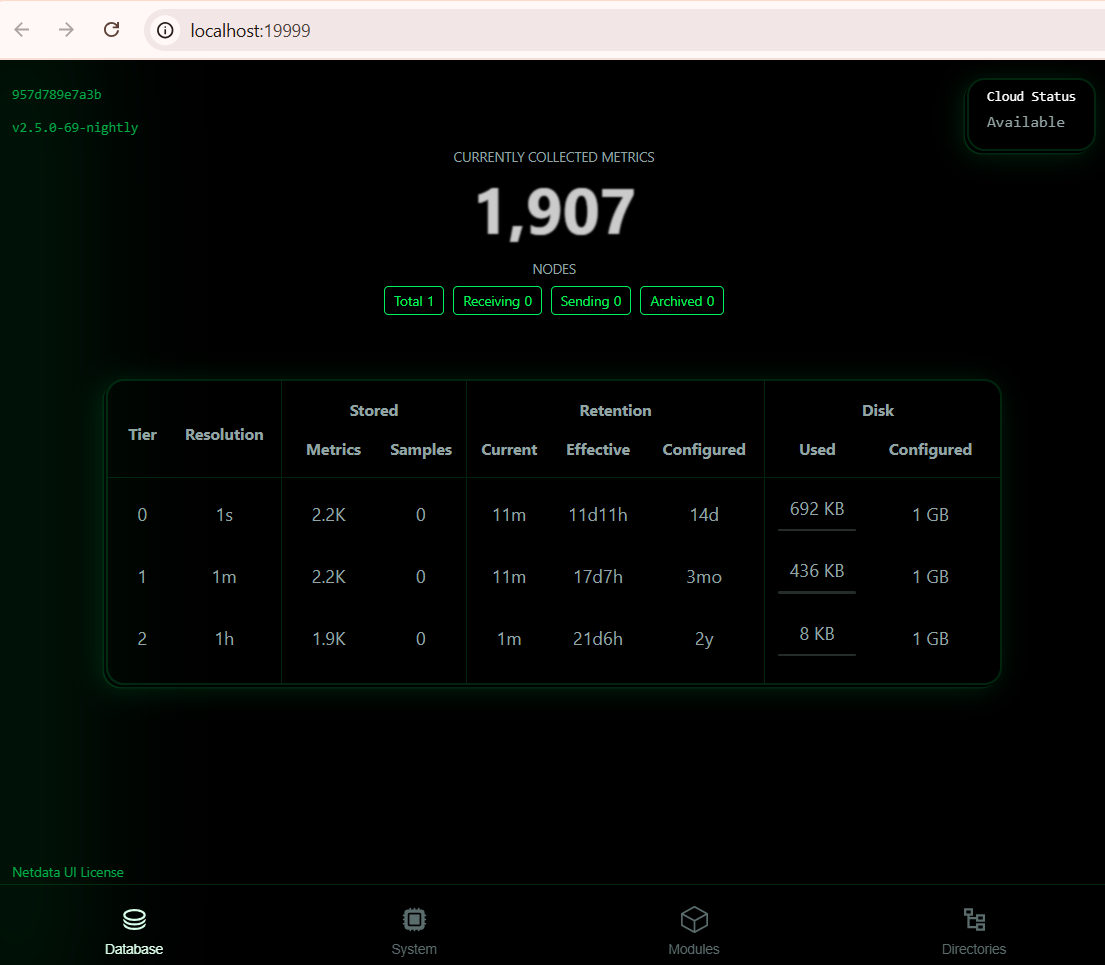 localhost:19999
957d789e7a3b
v2.5.0-69-nightly
Cloud Status
Available
CURRENTLY COLLECTED METRICS
1,907
NODES
Total 1 Receiving 0 Sending 0 Archived 0
Stored Retention Disk
Tier Resolution Metrics Samples Current Effective Configured Used Configured
0 1s 2.2K 0 11m 11d11h 14d 692 KB 1 GB
1 1m 2.2K 0 11m 17d7h 3mo 436 KB 1 GB
2 1h 1.9K 0 1m 21d6h 2y 8 KB 1 GB
Netdata UI License
Database System Modules Directories